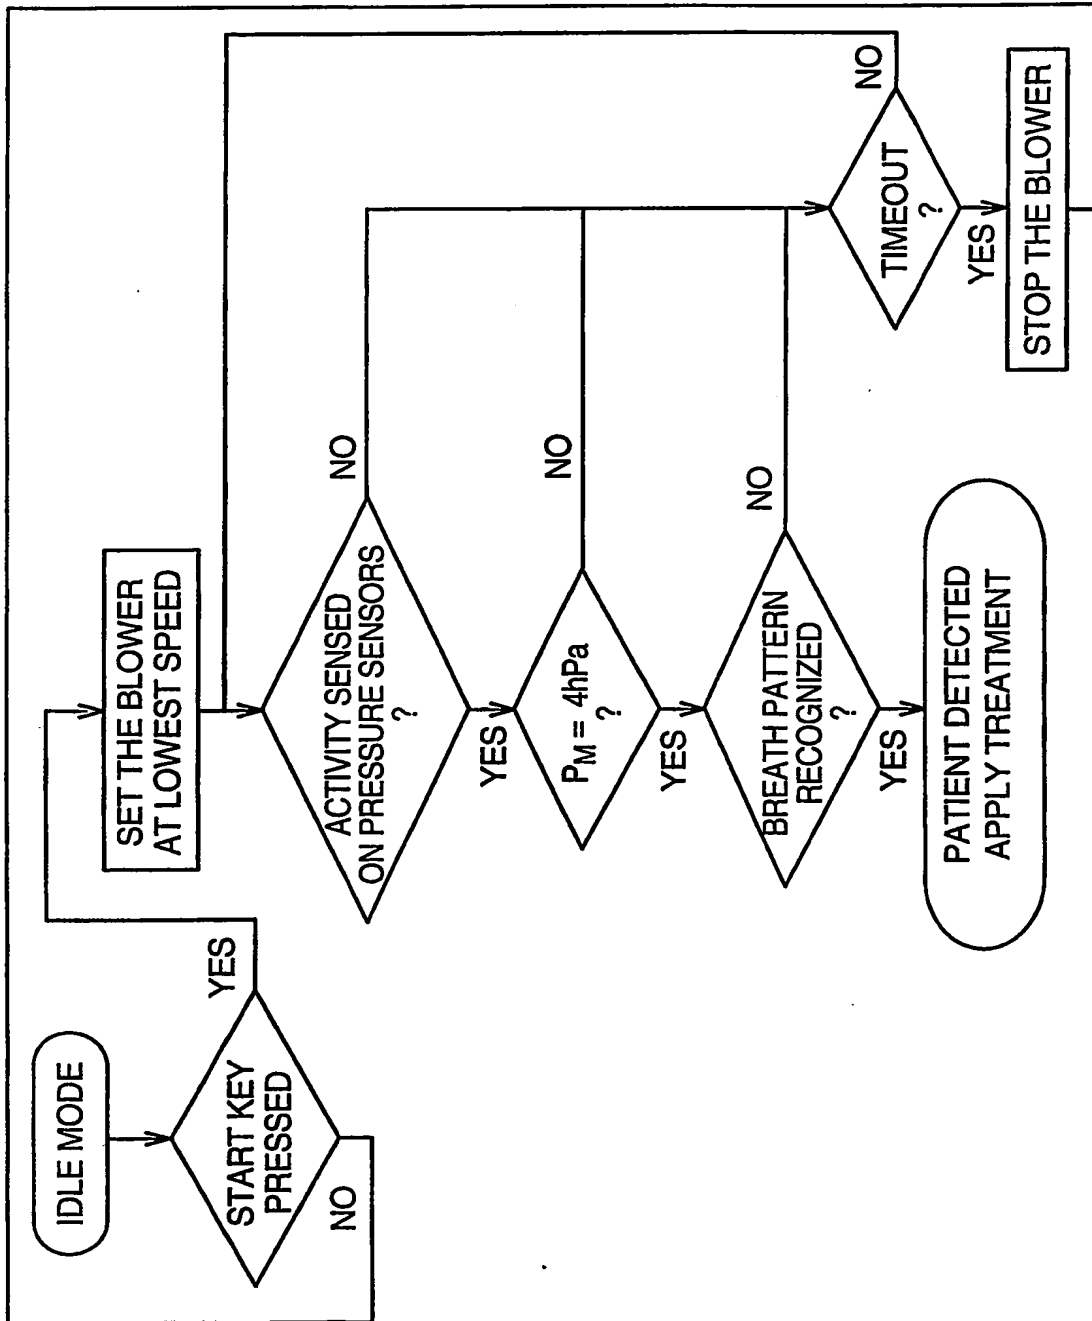 IDLE MODE
START KEY
PRESSED
YES
NO
SET THE BLOWER
AT LOWEST SPEED
ACTIVITY SENSED
ON PRESSURE SENSORS
?
NO
YES
PM = 4hPa
?
NO
YES
BREATH PATTERN
RECOGNIZED
?
NO
YES
PATIENT DETECTED
APPLY TREATMENT
TIMEOUT
?
NO
YES
STOP THE BLOWER